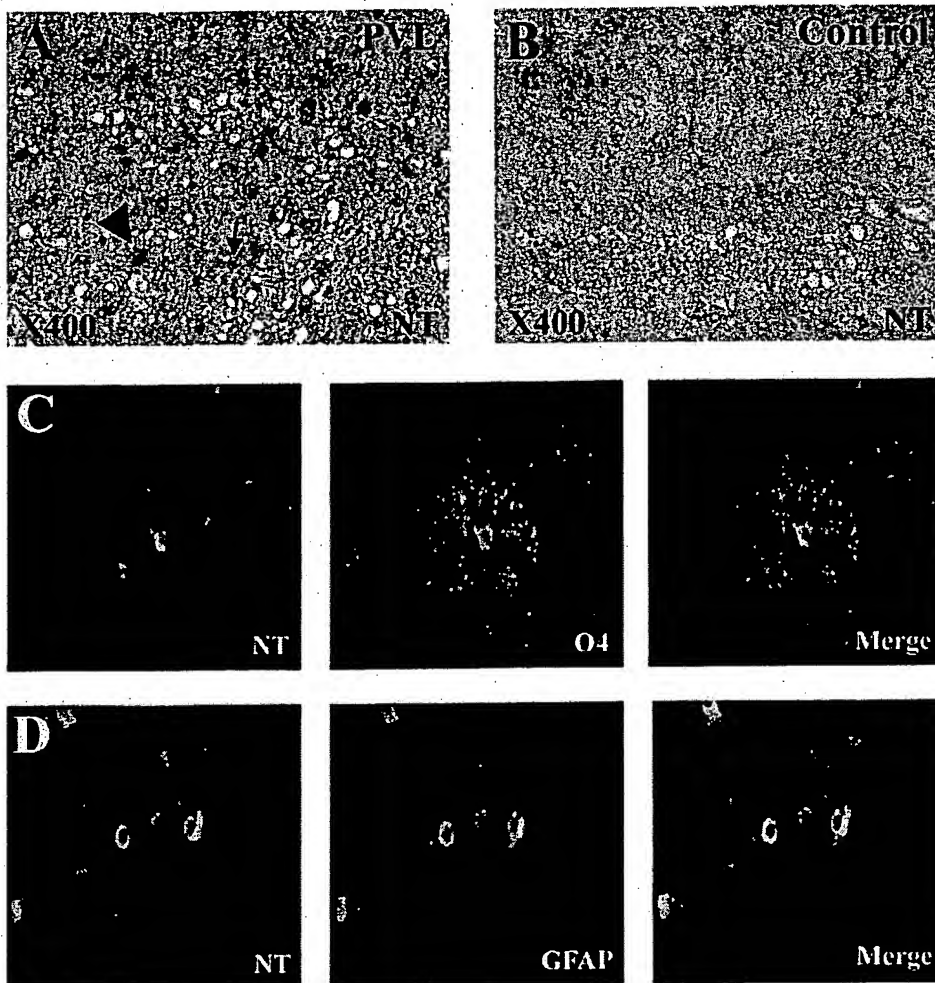 A PVL B Control
X400 NT X400 NT
C
NT O4 Merge
D
NT GFAP Merge